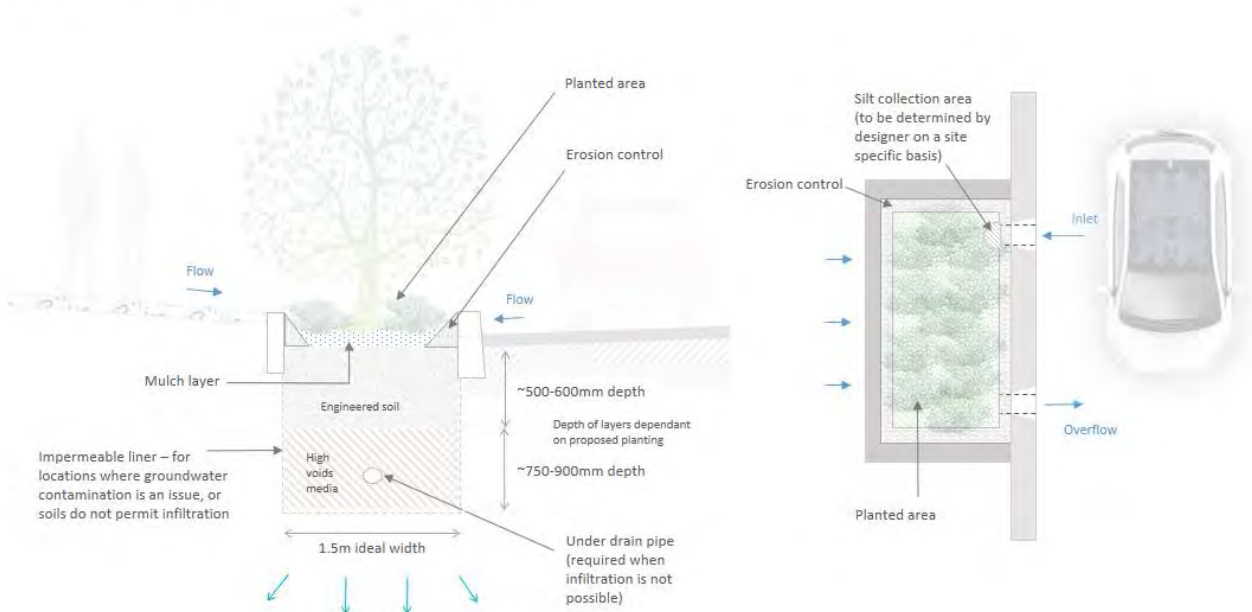 Planted area
Erosion control
Flow
Flow
Mulch layer
Engineered soil
~500-600mm depth
Depth of layers dependant
on proposed planting
Impermeable liner – for
locations where groundwater
contamination is an issue, or
soils do not permit infiltration
High
voids
media
~750-900mm depth
1.5m ideal width
Under drain pipe
(required when
infiltration is not
possible)
Silt collection area
(to be determined by
designer on a site
specific basis)
Erosion control
Inlet
Overflow
Planted area